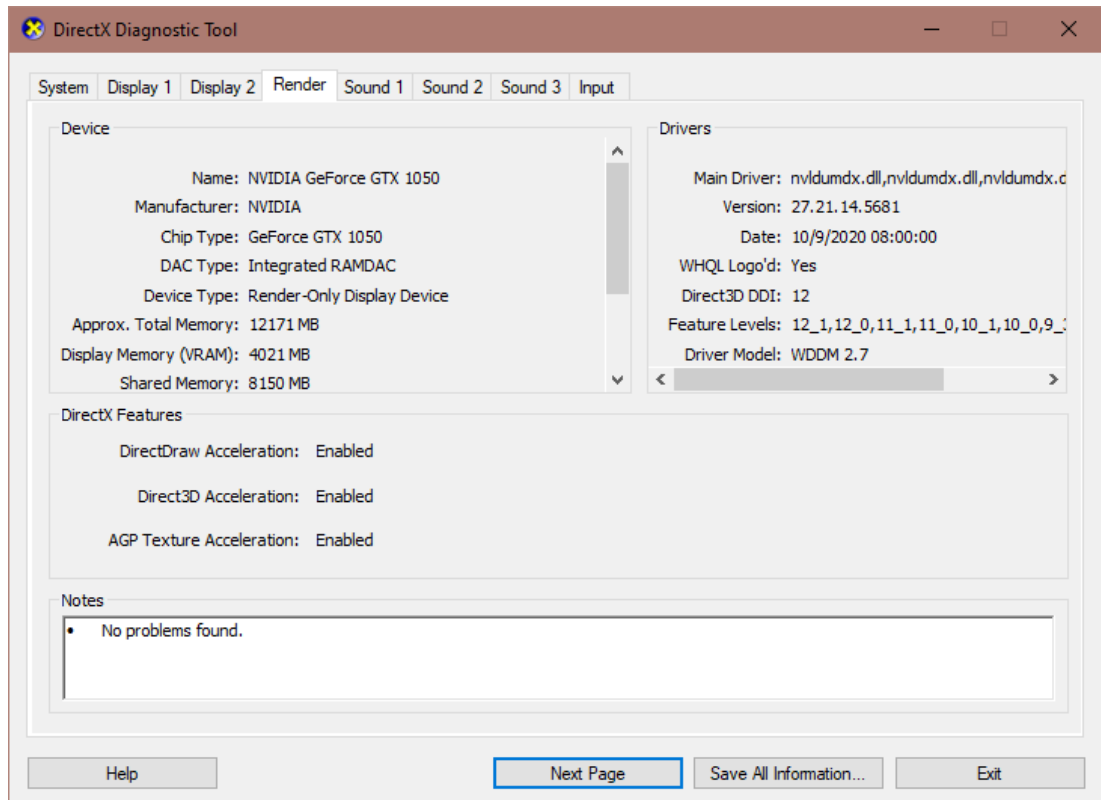 DirectX Diagnostic Tool
System Display 1 Display 2 Render Sound 1 Sound 2 Sound 3 Input
Device
Name: NVIDIA GeForce GTX 1050
Manufacturer: NVIDIA
Chip Type: GeForce GTX 1050
DAC Type: Integrated RAMDAC
Device Type: Render-Only Display Device
Approx. Total Memory: 12171 MB
Display Memory (VRAM): 4021 MB
Shared Memory: 8150 MB
Drivers
Main Driver: nvldumdx.dll,nvldumdx.dll,nvldumdx.d
Version: 27.21.14.5681
Date: 10/9/2020 08:00:00
WHQL Logo'd: Yes
Direct3D DDI: 12
Feature Levels: 12_1,12_0,11_1,11_0,10_1,10_0,9_
Driver Model: WDDM 2.7
DirectX Features
DirectDraw Acceleration: Enabled
Direct3D Acceleration: Enabled
AGP Texture Acceleration: Enabled
Notes
• No problems found.
Help Next Page Save All Information... Exit